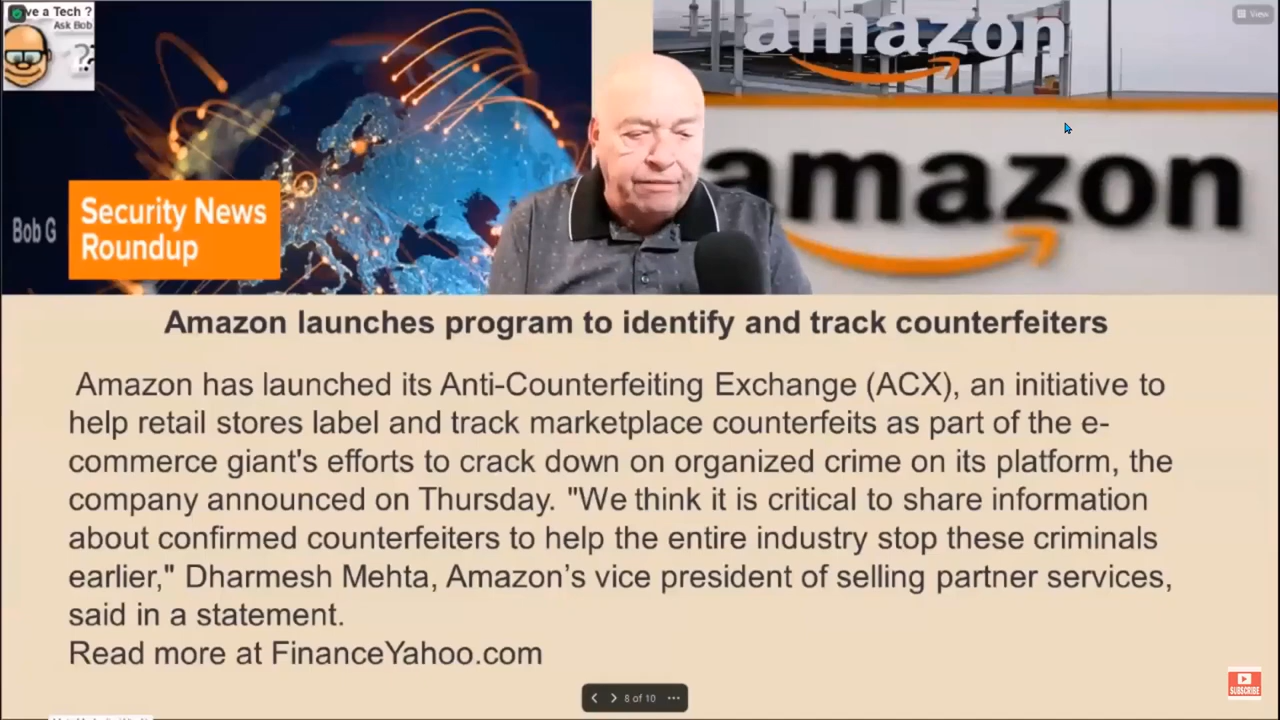 ve a Tech ?
Ask Bob
??
amazon
View
amazon
Bob G
Security News
Roundup
Amazon launches program to identify and track counterfeiters
Amazon has launched its Anti-Counterfeiting Exchange (ACX), an initiative to
help retail stores label and track marketplace counterfeits as part of the e-
commerce giant's efforts to crack down on organized crime on its platform, the
company announced on Thursday. "We think it is critical to share information
about confirmed counterfeiters to help the entire industry stop these criminals
earlier," Dharmesh Mehta, Amazon’s vice president of selling partner services,
said in a statement.
Read more at FinanceYahoo.com
8 of 10
SUBSCRIBE